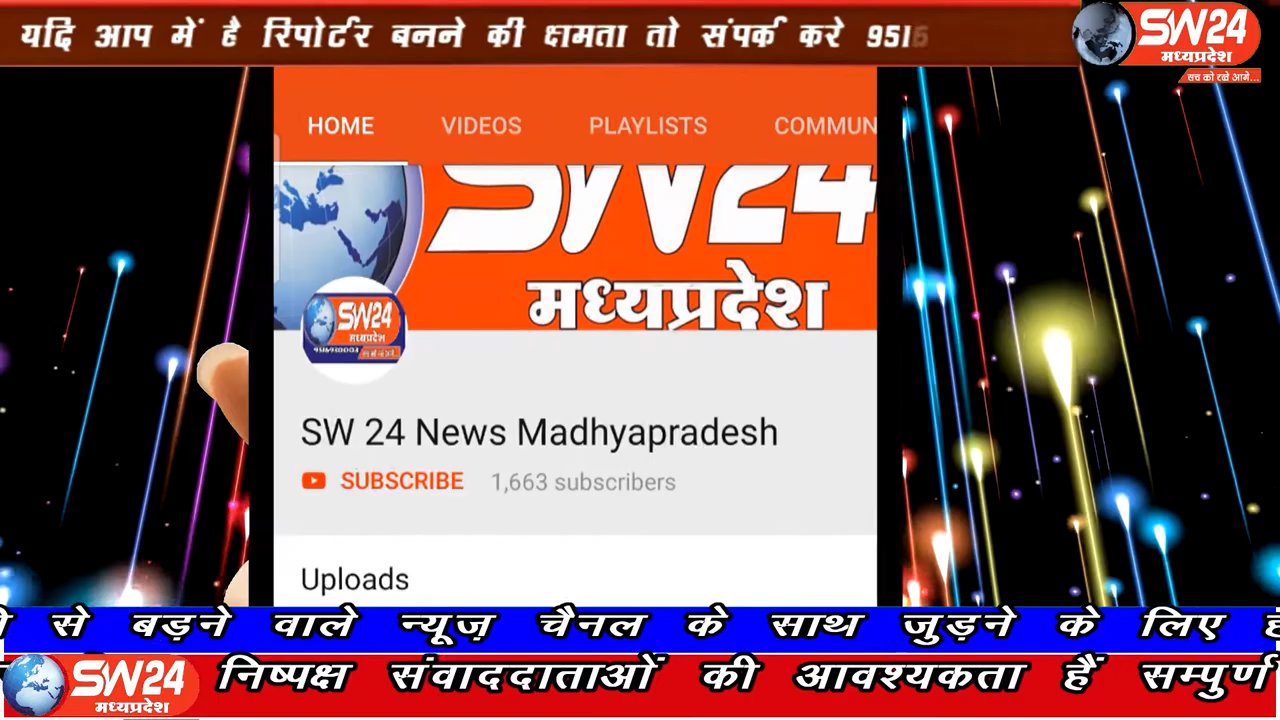 यदि आप में है रिपोर्टर बनने की क्षमता तो संपर्क करे 9516
SW24
मध्यप्रदेश
सच को रखे आगे...
HOME VIDEOS PLAYLISTS COMMUN
SW24
मध्यप्रदेश
SW24
मध्यप्रदेश
SW 24 News Madhyapradesh
SUBSCRIBE 1,663 subscribers
Uploads
से बड़ने वाले न्यूज़ चैनल के साथ जुड़ने के लिए
SW24
मध्यप्रदेश
निष्पक्ष संवाददाताओं की आवश्यकता हैं सम्पुर्ण